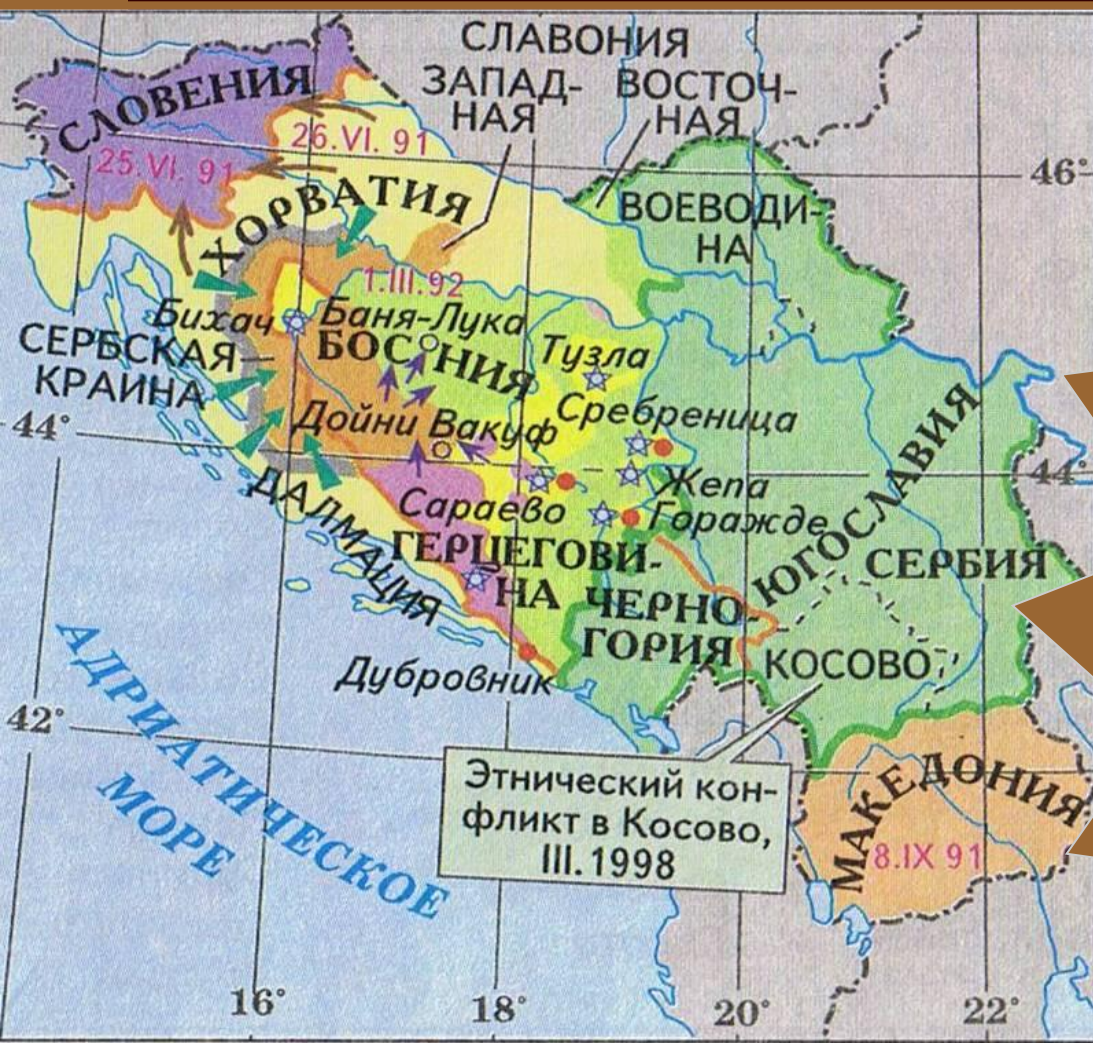 СЛАВОНИЯ
ЗАПАД-
НАЯ
ВОСТОЧ-
НАЯ
СЛОВЕНИЯ
25.VI. 91
26.VI. 91
46°
ХОРВАТИЯ
ВОЕВОДИ-
НА
1.III.92
Бихач
Баня-Лука
СЕРБСКАЯ
КРАИНА
БОСНИЯ
Тузла
Сребреница
Дойни Вакуф
44°
44°
Жепа
Сараево
Горажде
ДАЛМАЦИЯ
ГЕРЦЕГОВИ-
НА
ЮГОСЛАВИЯ
СЕРБИЯ
ЧЕРНО-
ГОРИЯ
КОСОВО
Дубровник
42°
АДРИАТИЧЕСКОЕ
МОРЕ
Этнический кон-
фликт в Косово,
III.1998
МАКЕДОНИЯ
8.IX 91
16°
18°
20°
22°